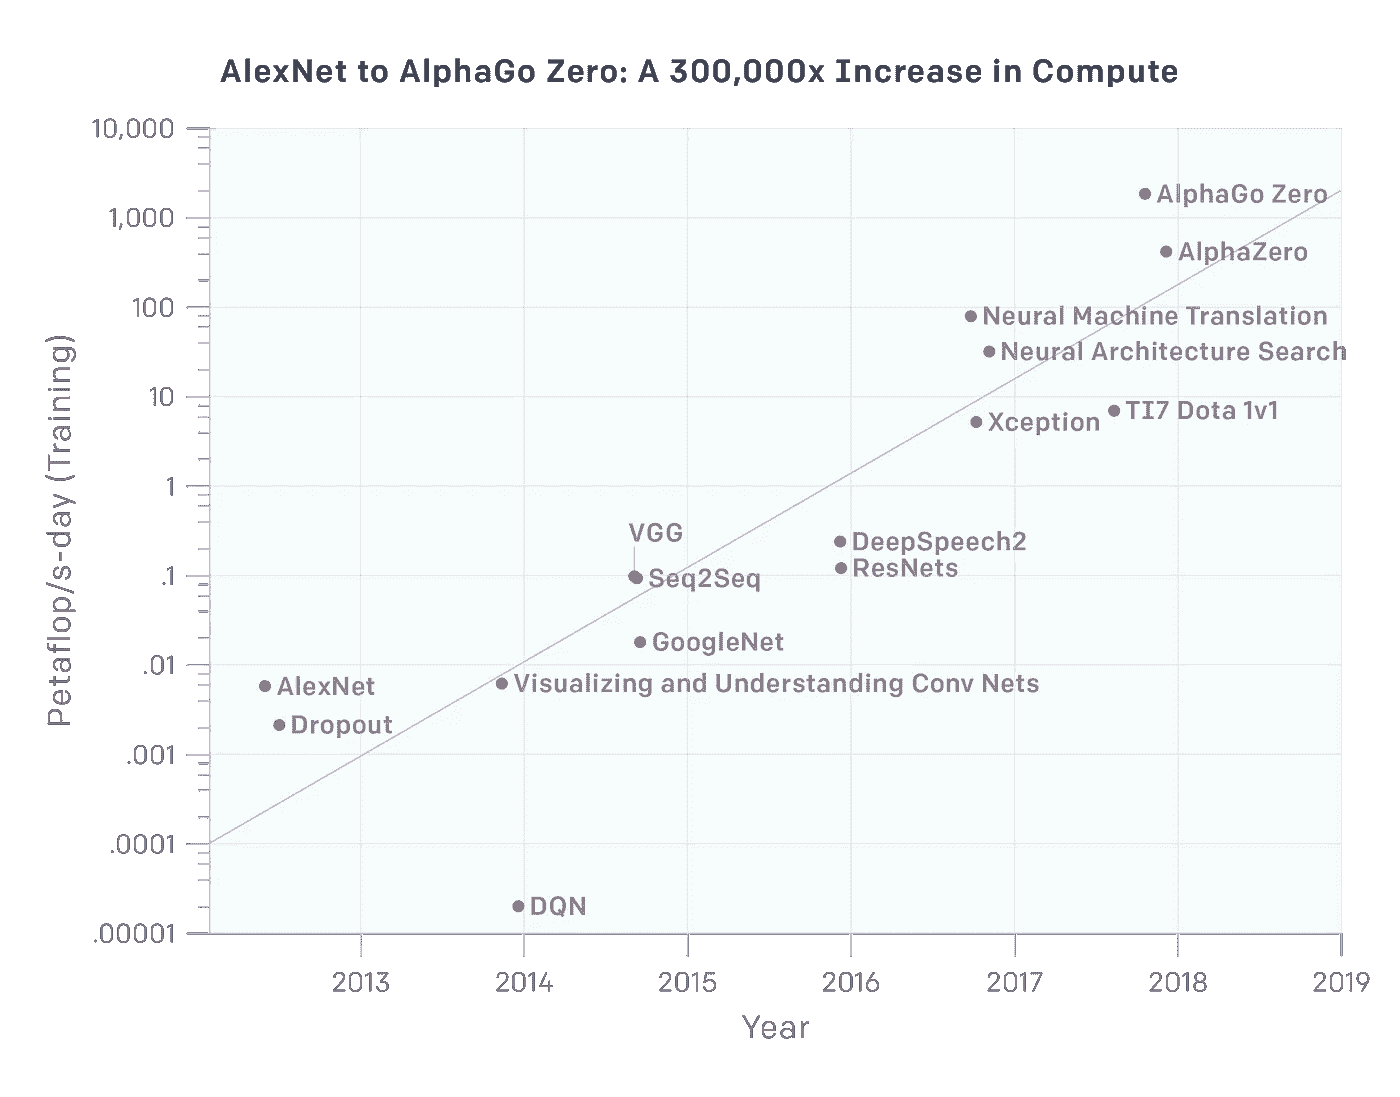 AlexNet to AlphaGo Zero: A 300,000x Increase in Compute
10,000
AlphaGo Zero
1,000
AlphaZero
100
Neural Machine Translation
Neural Architecture Search
10
TI7 Dota 1v1
Xception
1
VGG
DeepSpeech2
ResNets
.1
Seq2Seq
GoogleNet
.01
Visualizing and Understanding Conv Nets
AlexNet
Dropout
.001
.0001
DQN
.00001
Petaflop/s-day (Training)
2013 2014 2015 2016 2017 2018 2019
Year